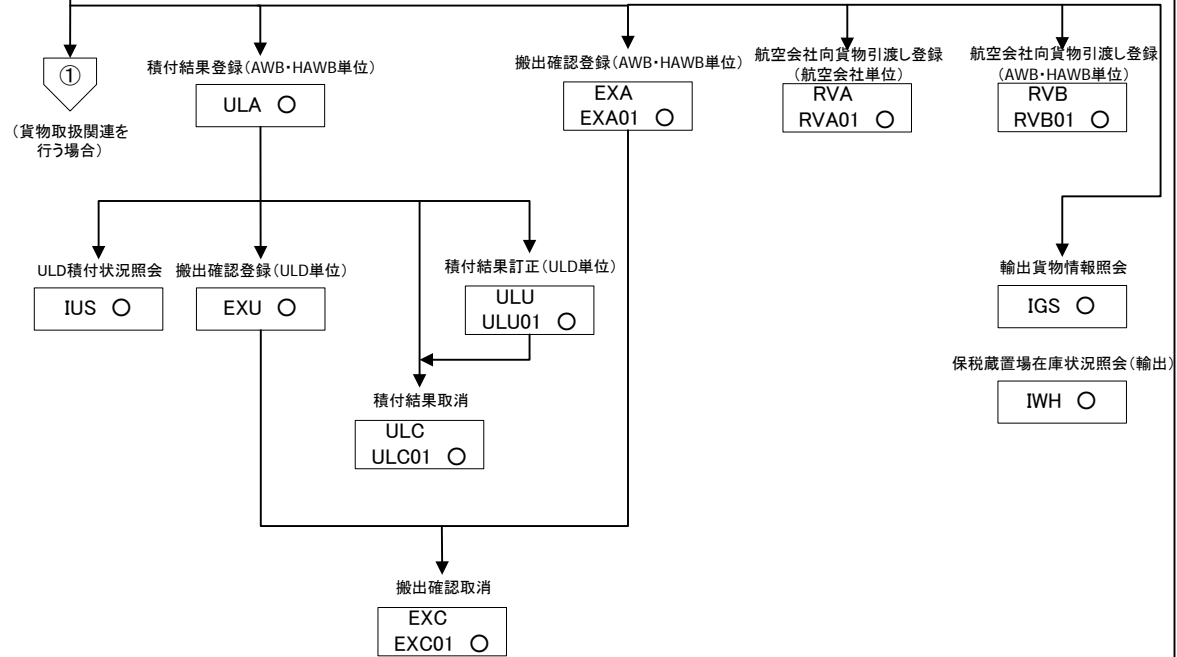 ①
(貨物取扱関連を
行う場合)
積付結果登録(AWB・HAWB単位)
ULA ○
搬出確認登録(AWB・HAWB単位)
EXA
EXA01 ○
航空会社向貨物引渡し登録
(航空会社単位)
RVA
RVA01 ○
航空会社向貨物引渡し登録
(AWB・HAWB単位)
RVB
RVB01 ○
ULD積付状況照会
IUS ○
搬出確認登録(ULD単位)
EXU ○
積付結果訂正(ULD単位)
ULU
ULU01 ○
輸出貨物情報照会
IGS ○
保税蔵置場在庫状況照会(輸出)
IWH ○
積付結果取消
ULC
ULC01 ○
搬出確認取消
EXC
EXC01 ○